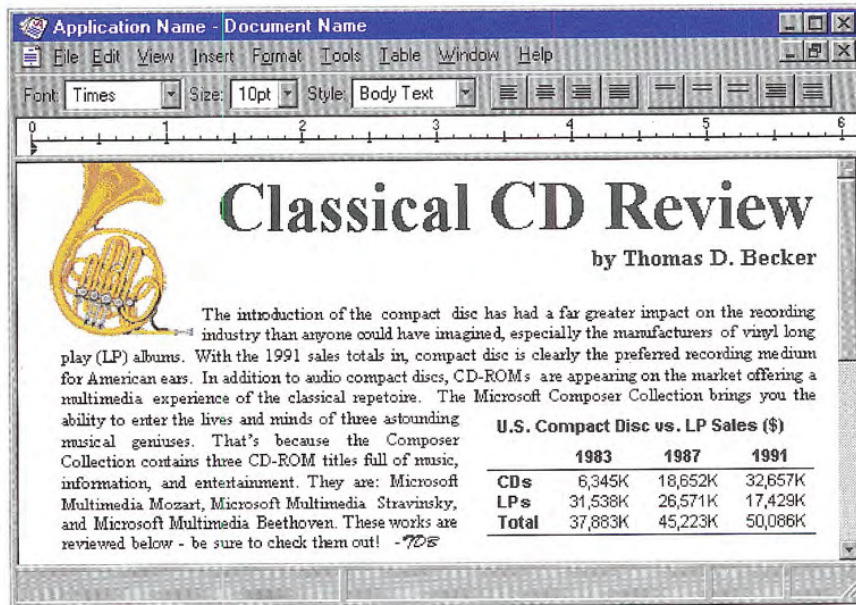 Application Name - Document Name
File Edit View Insert Format Tools Table Window Help
Font: Times Size: 10pt Style: Body Text
0 1 2 3 4 5 6
Classical CD Review
by Thomas D. Becker
The introduction of the compact disc has had a far greater impact on the recording
industry than anyone could have imagined, especially the manufacturers of vinyl long
play (LP) albums. With the 1991 sales totals in, compact disc is clearly the preferred recording medium
for American ears. In addition to audio compact discs, CD-ROMs are appearing on the market offering a
multimedia experience of the classical repetoire. The Microsoft Composer Collection brings you the
ability to enter the lives and minds of three astounding
musical geniuses. That's because the Composer
Collection contains three CD-ROM titles full of music,
information, and entertainment. They are: Microsoft
Multimedia Mozart, Microsoft Multimedia Stravinsky,
and Microsoft Multimedia Beethoven. These works are
reviewed below - be sure to check them out! -TDB
U.S. Compact Disc vs. LP Sales ($)
1983 1987 1991
CDs 6,345K 18,652K 32,657K
LPs 31,538K 26,571K 17,429K
Total 37,883K 45,223K 50,086K